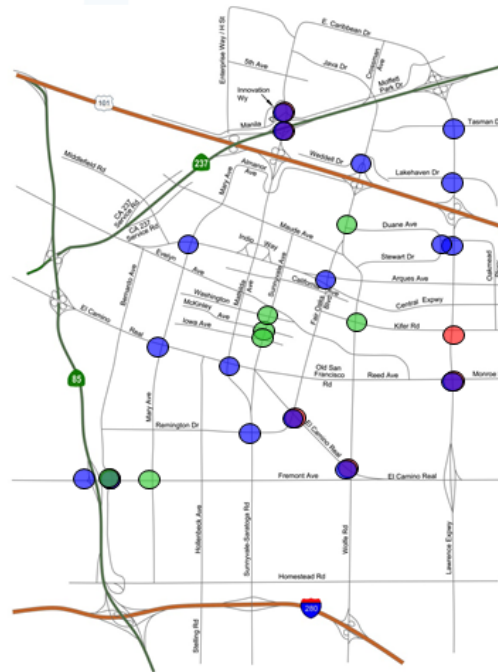 E. Caribbean Dr
Enterprise Way / H St
Java Dr
Crossman
Ave
5th Ave
Moffett
Park Dr
Innovation
Wy
101
Manila
Tasman D
Weddell Dr
Middlefield Rd
237
Almanor
Ave
Lakehaven Dr
Mary Ave
CA 237
Service Rd
CA 237
Service Rd
Maude Ave
Duane Ave
Indio Way
Stewart Dr
Evelyn
Ave
Bernardo Ave
Mathilda
Sunnyvale Ave
Fair Oaks
Blvd
California
Arques Ave
Oakmead
Washington
Ave
McKinley
Ave
Central Expwy
El Camino
Real
Iowa Ave
Kifer Rd
Old San
Francisco
Rd
Reed Ave
Monroe
85
Mary Ave
Remington Dr
El Camino Real
Fremont Ave
El Camino Real
Hollenbeck Ave
Sunnyvale-Saratoga Rd
Wolfe Rd
Lawrence Expwy
Homestead Rd
280
Stelling Rd